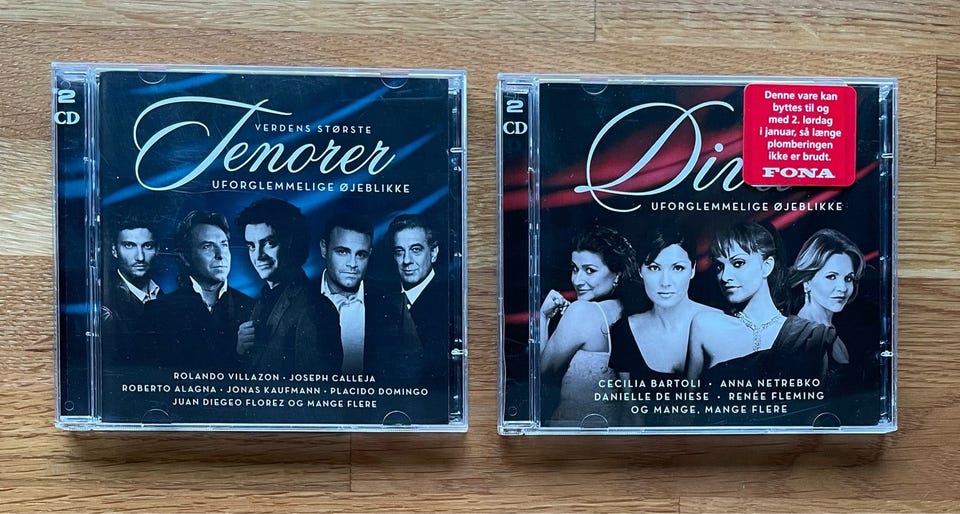 2
CD
VERDENS STØRSTE
Tenorer
UFORGLEMMELIGE ØJEBLIKKE
ROLANDO VILLAZON · JOSEPH CALLEJA
ROBERTO ALAGNA · JONAS KAUFMANN · PLACIDO DOMINGO
JUAN DIEGEO FLOREZ OG MANGE FLERE
2
CD
Denne vare kan
byttes til og
med 2. lørdag
i januar, så længe
plomberingen
ikke er brudt.
FONA
UFORGLEMMELIGE ØJEBLIKKE
CECILIA BARTOLI · ANNA NETREBKO
DANIELLE DE NIESE · RENÉE FLEMING
OG MANGE, MANGE FLERE